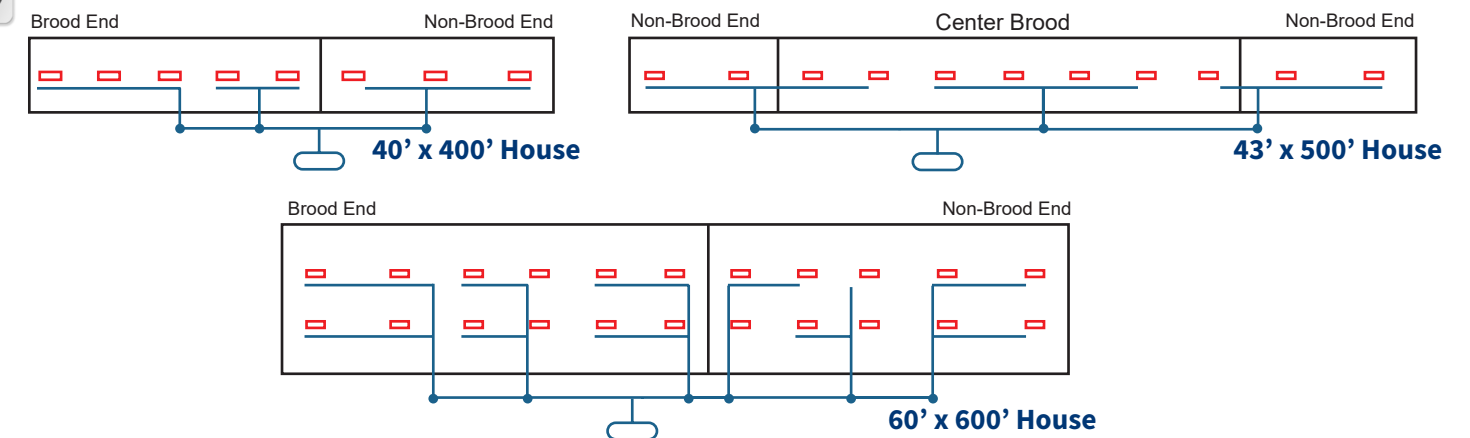 Brood End
Non-Brood End
Non-Brood End
Center Brood
Non-Brood End
40’ x 400’ House
43’ x 500’ House
Brood End
Non-Brood End
60’ x 600’ House